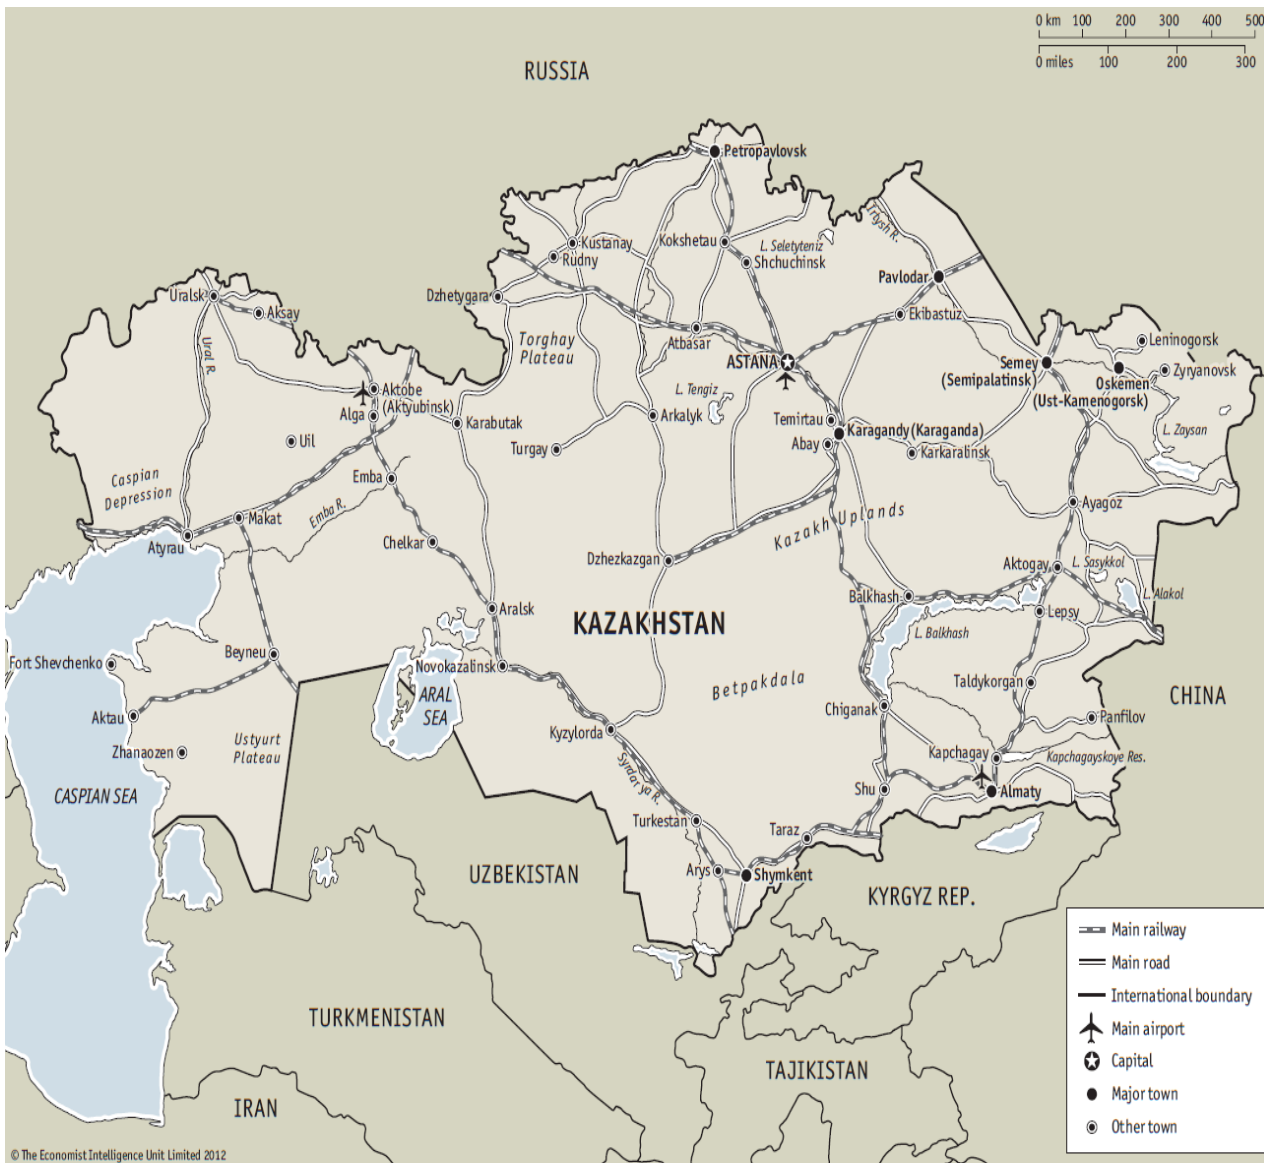 0 km 100 200 300 400 500
0 miles 100 200 300
RUSSIA
Petropavlovsk
Irtysh R.
Kustanay
Kokshetau
L. Seletyteniz
Rudny
Shchuchinsk
Pavlodar
Uralsk
Dzhetygara
Aksay
Ekibastuz
Torghay
Plateau
Atbasar
Leninogorsk
Ural R.
ASTANA
Semey
(Semipalatinsk)
Oskemen
(Ust-Kamenogorsk)
Zyryanovsk
Aktobe
(Aktyubinsk)
L. Tengiz
Alga
Karabutak
Arkalyk
Temirtau
Karagandy (Karaganda)
L. Zaysan
Uil
Turgay
Abay
Karkaralinsk
Caspian
Depression
Emba
Emba R.
Makat
Ayagoz
Kazakh Uplands
Atyrau
Chelkar
Dzhezkazgan
Aktogay
L. Sasykkol
L. Alakol
Balkhash
Aralsk
Lepsy
KAZAKHSTAN
L. Balkhash
Beyneu
Fort Shevchenko
Novokazalinsk
Betpakdala
Taldykorgan
ARAL
SEA
CHINA
Aktau
Chiganak
Panfilov
Kyzylorda
Zhanaozen
Ustyurt
Plateau
Kapchagay
Kapchagayskoye Res.
Syrdar'ya R.
CASPIAN SEA
Shu
Almaty
Turkestan
Taraz
UZBEKISTAN
Arys
Shymkent
KYRGYZ REP.
Main railway
Main road
International boundary
Main airport
Capital
Major town
Other town
TURKMENISTAN
TAJIKISTAN
IRAN
© The Economist Intelligence Unit Limited 2012